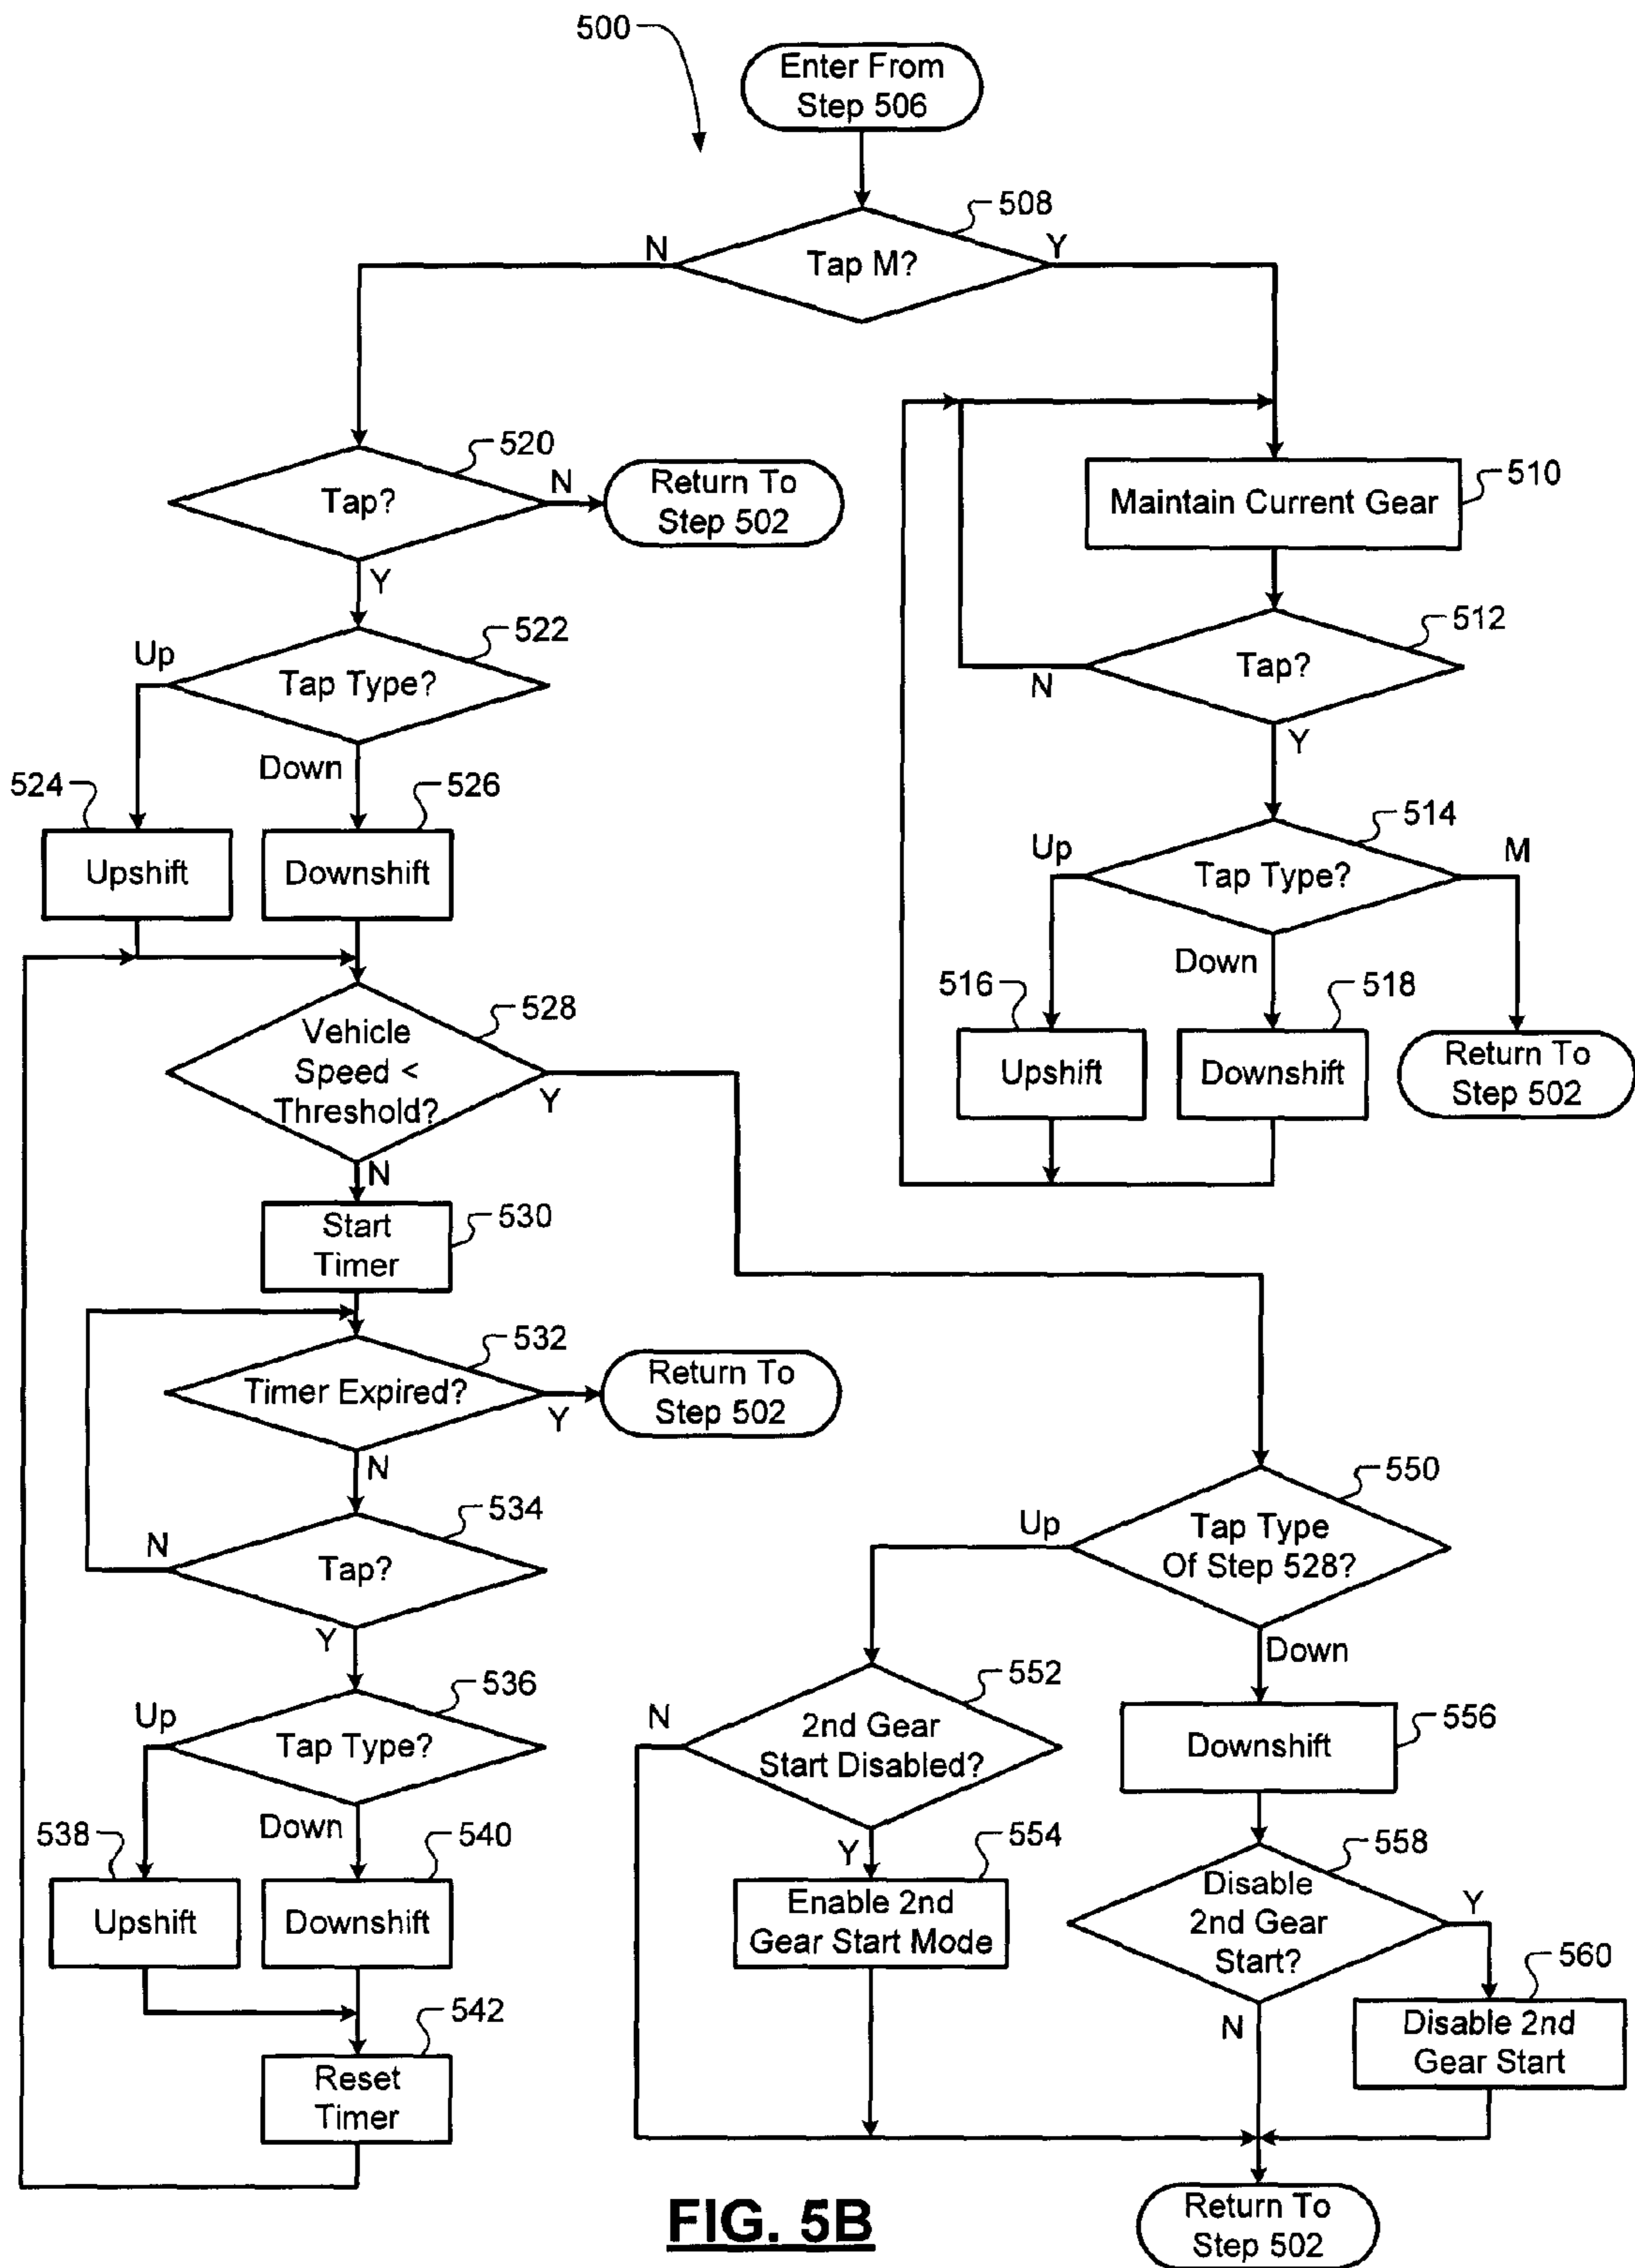 500
Enter From
Step 506
508
N
Tap M?
Y
520
Tap?
N
Return To
Step 502
Y
510
Maintain Current Gear
512
Tap?
N
Y
522
Up
Tap Type?
Down
524
526
Upshift
Downshift
514
Up
Tap Type?
M
Down
516
518
Upshift
Downshift
Return To
Step 502
528
Vehicle
Speed <
Threshold?
Y
N
530
Start
Timer
532
Timer Expired?
Y
Return To
Step 502
N
534
N
Tap?
Y
536
Up
Tap Type?
Down
538
540
Upshift
Downshift
542
Reset
Timer
550
Up
Tap Type
Of Step 528?
Down
552
N
2nd Gear
Start Disabled?
Y
554
Enable 2nd
Gear Start Mode
556
Downshift
558
Disable
2nd Gear
Start?
Y
N
560
Disable 2nd
Gear Start
Return To
Step 502
FIG. 5B